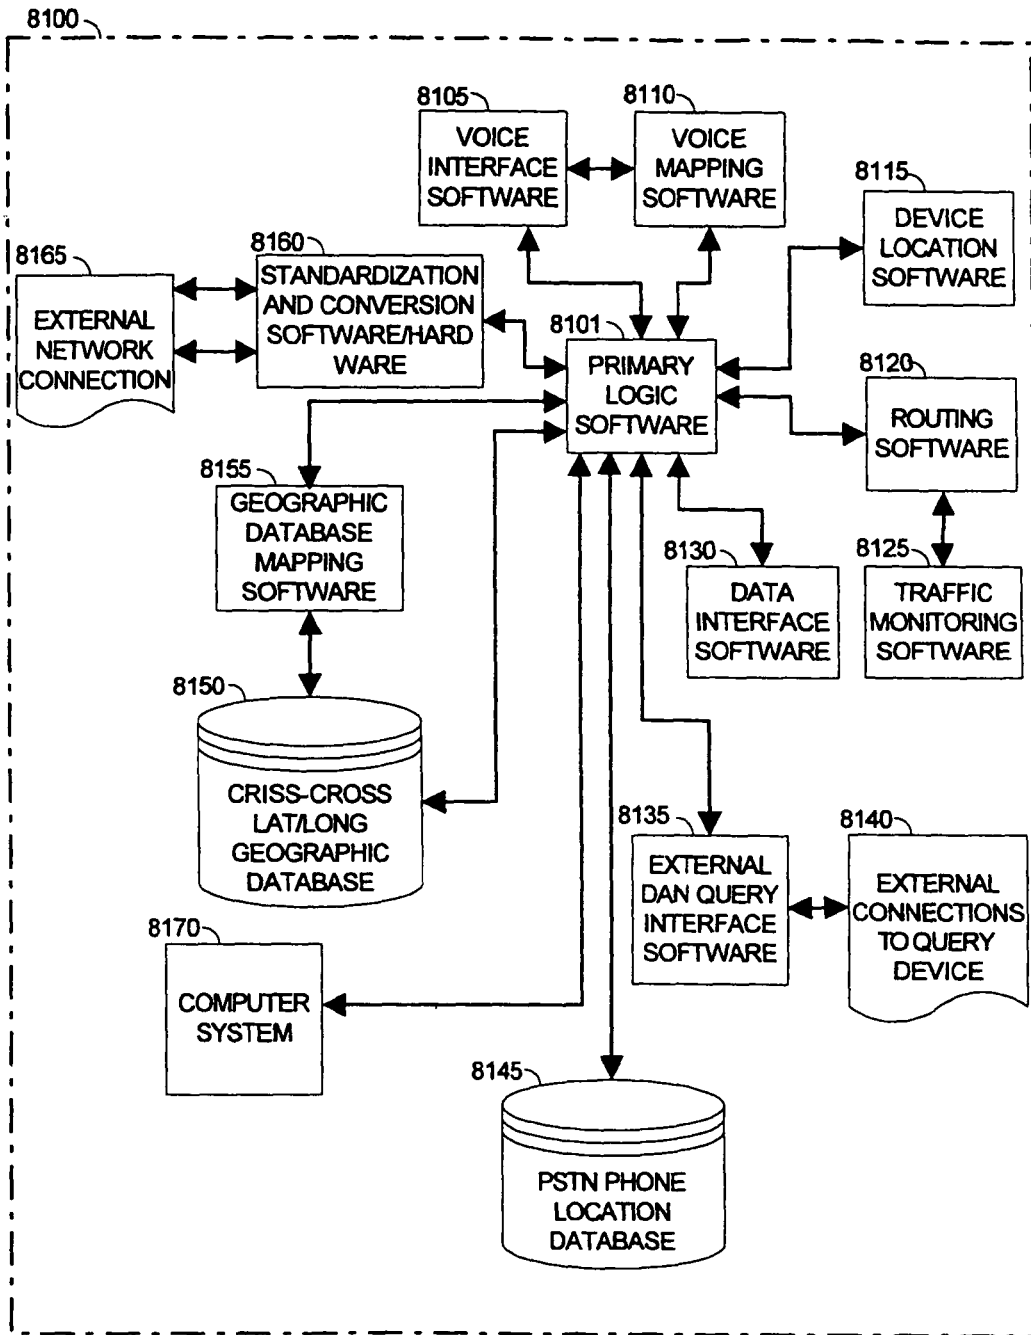 8100
8105
VOICE
INTERFACE
SOFTWARE
8110
VOICE
MAPPING
SOFTWARE
8115
DEVICE
LOCATION
SOFTWARE
8165
EXTERNAL
NETWORK
CONNECTION
8160
STANDARDIZATION
AND CONVERSION
SOFTWARE/HARD
WARE
8101
PRIMARY
LOGIC
SOFTWARE
8120
ROUTING
SOFTWARE
8155
GEOGRAPHIC
DATABASE
MAPPING
SOFTWARE
8130
DATA
INTERFACE
SOFTWARE
8125
TRAFFIC
MONITORING
SOFTWARE
8150
CRISS-CROSS
LAT/LONG
GEOGRAPHIC
DATABASE
8135
EXTERNAL
DAN QUERY
INTERFACE
SOFTWARE
8140
EXTERNAL
CONNECTIONS
TO QUERY
DEVICE
8170
COMPUTER
SYSTEM
8145
PSTN PHONE
LOCATION
DATABASE